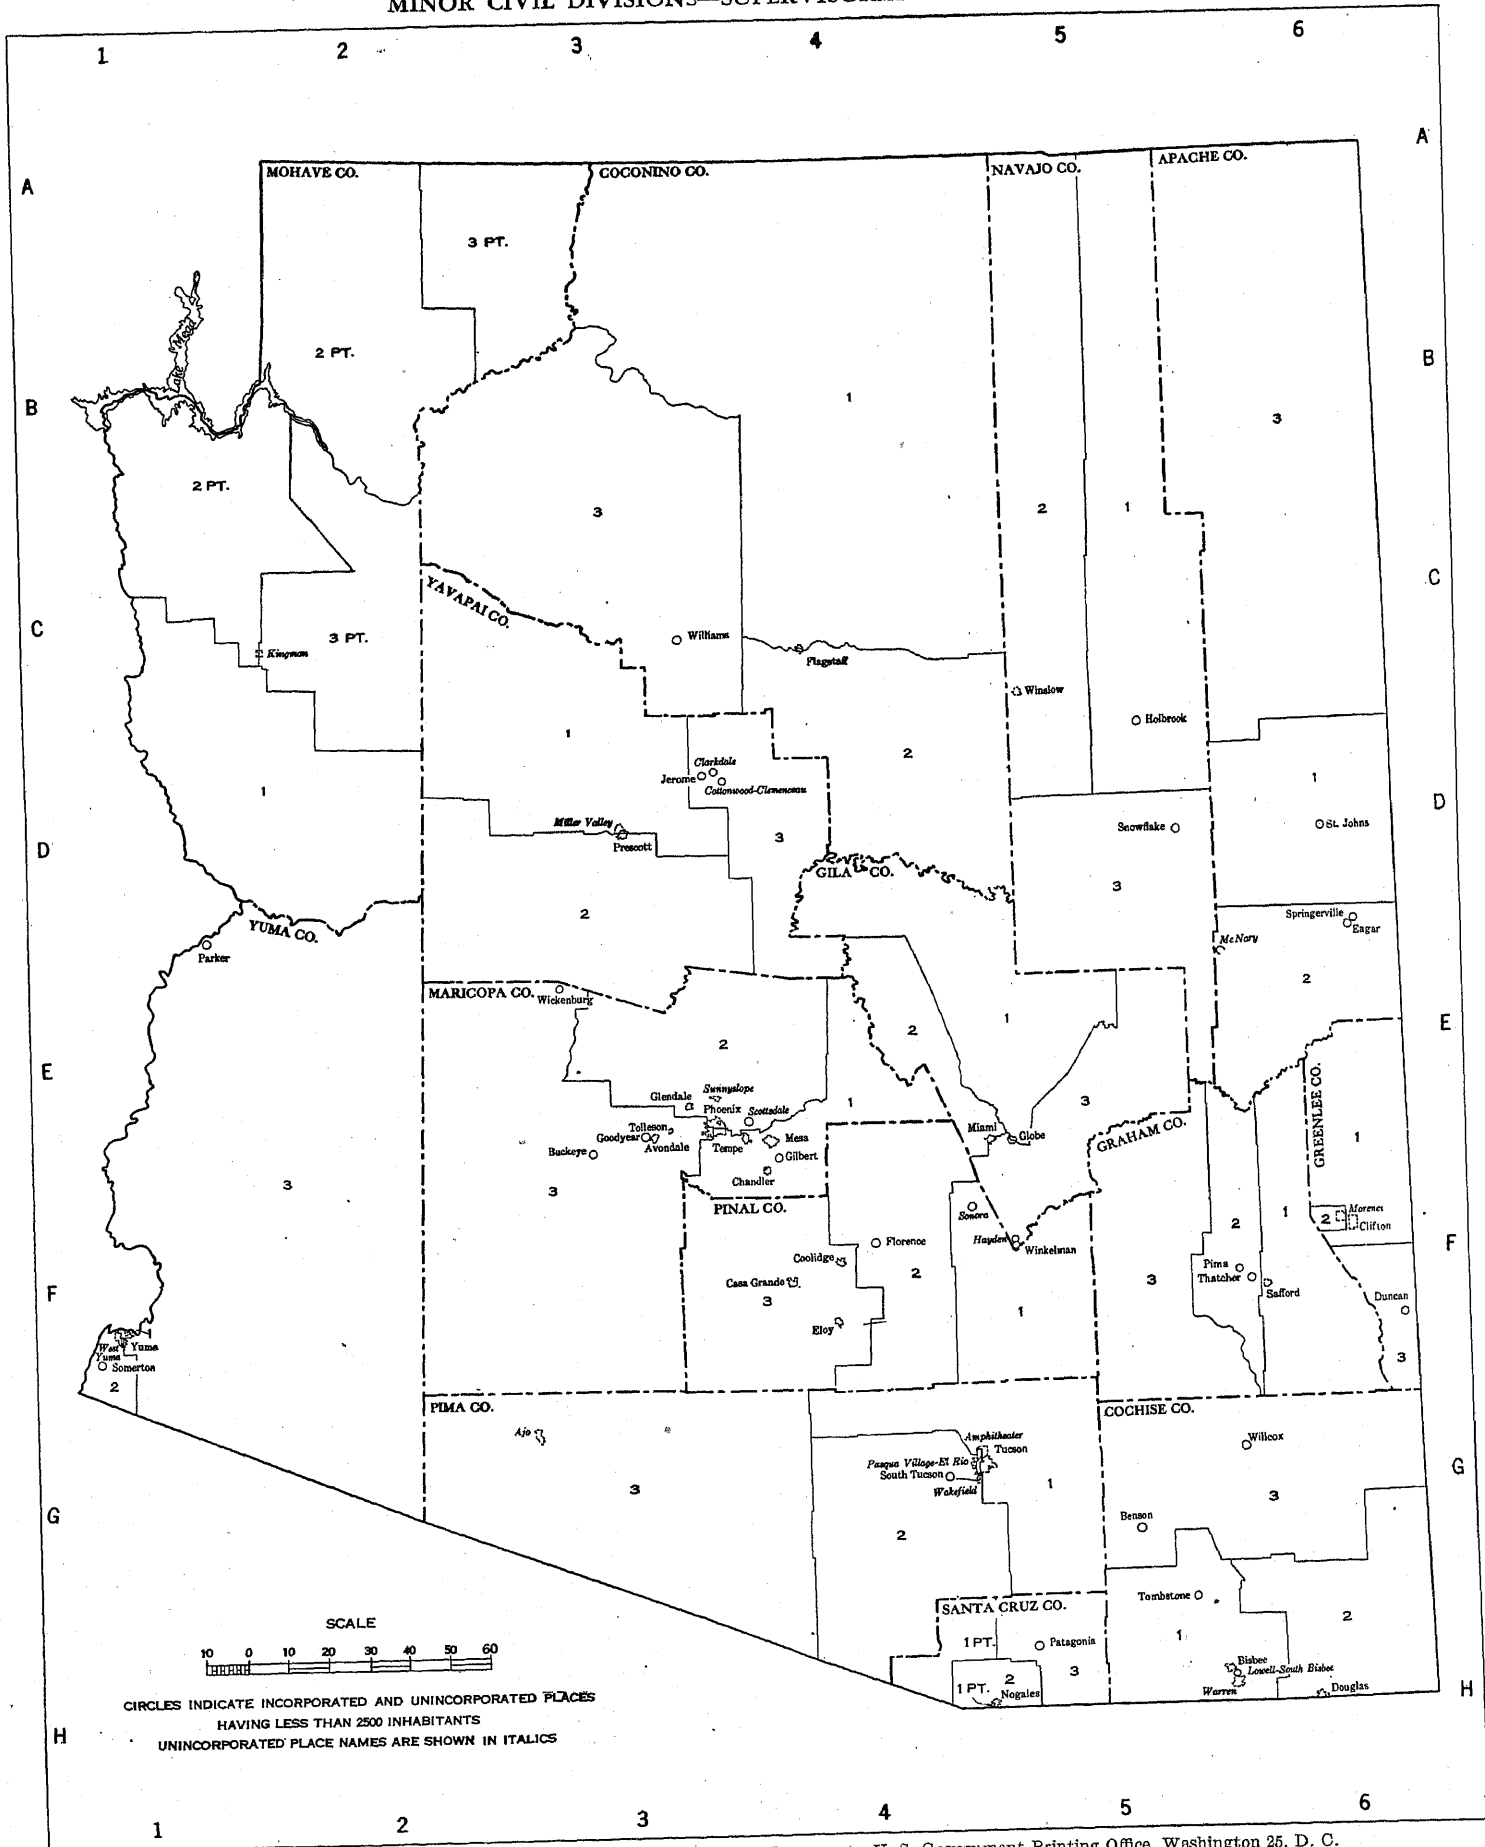 MINOR CIVIL DIVISIONS
1 2 3 4 5 6
A
A
MOHAVE CO.
COCONINO CO.
NAVAJO CO.
APACHE CO.
3 PT.
Lake Mead
2 PT.
B
B
1
3
2 PT.
3
2
1
C
C
YAVAPAI CO.
3 PT.
Kingman
Williams
Flagstaff
Winslow
Holbrook
1
1
2
1
D
D
Clarkdale
Jerome
Cottonwood-Clemenceau
Miller Valley
Prescott
3
Snowflake
St. Johns
GILA CO.
3
2
Springerville
Eagar
YUMA CO.
Parker
McNary
2
MARICOPA CO.
Wickenburg
E
E
2
2
1
Glendale
Sunnyslope
Phoenix
Scottsdale
1
3
GREENLEE CO.
1
Tolleson
Goodyear
Avondale
Buckeye
Tempe
Mesa
Gilbert
Chandler
Miami
Globe
GRAHAM CO.
3
3
PINAL CO.
Sonora
Hayden
Winkelman
2
1
2
Morenci
Clifton
F
F
Florence
Coolidge
Casa Grande
3
2
Eloy
1
3
Pima
Thatcher
Safford
Duncan
3
West Yuma
Yuma
Somerton
2
PIMA CO.
COCHISE CO.
Ajo
Amphitheater
Tucson
Pasqua Village-El Rio
South Tucson
Wakefield
Willcox
G
G
3
2
1
3
Benson
SANTA CRUZ CO.
Tombstone
1
2
1 PT.
Patagonia
3
2
1 PT.
Nogales
Bisbee
Lowell-South Bisbee
Warren
Douglas
H
H
SCALE
10 0 10 20 30 40 50 60
CIRCLES INDICATE INCORPORATED AND UNINCORPORATED PLACES
HAVING LESS THAN 2500 INHABITANTS
UNINCORPORATED PLACE NAMES ARE SHOWN IN ITALICS
1 2 3 4 5 6
U. S. Government Printing Office, Washington 25, D. C.